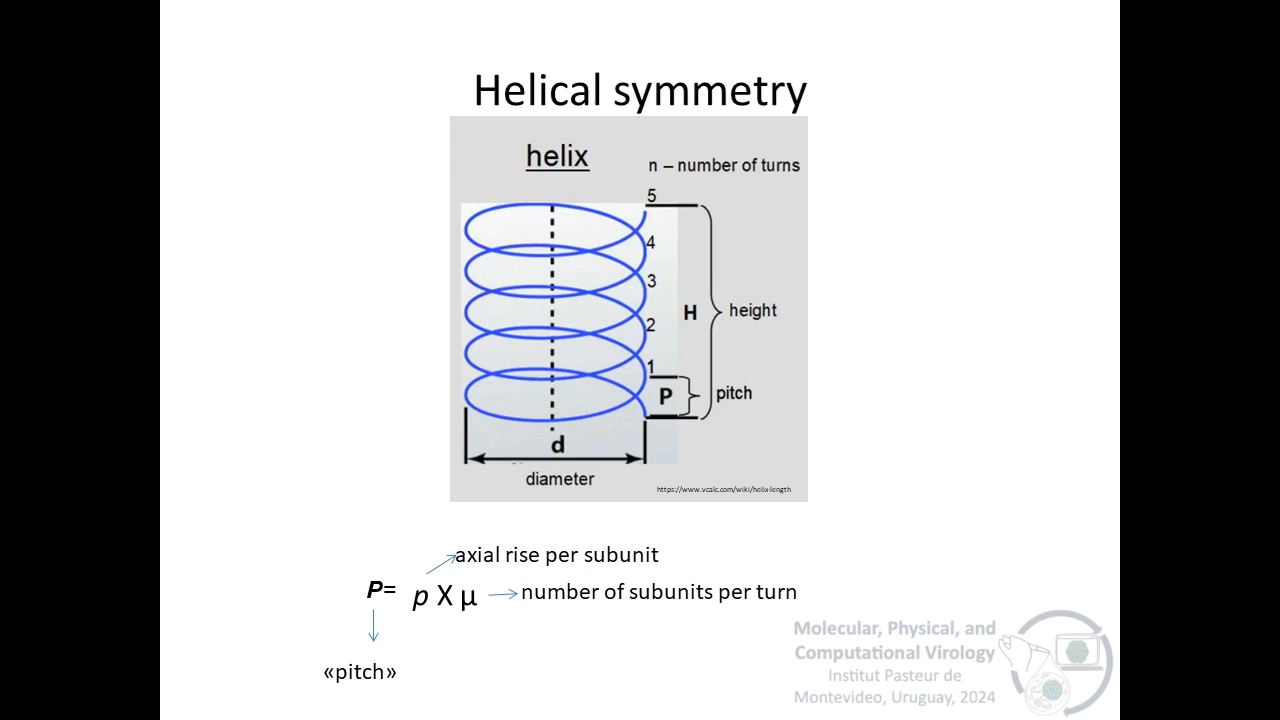 Helical symmetry
helix
n – number of turns
5
4
3
2
1
H
height
P
pitch
d
diameter
https://www.vcalc.com/wiki/helix-length
axial rise per subunit
P= p X µ
number of subunits per turn
«pitch»
Molecular, Physical, and
Computational Virology
Institut Pasteur de
Montevideo, Uruguay, 2024